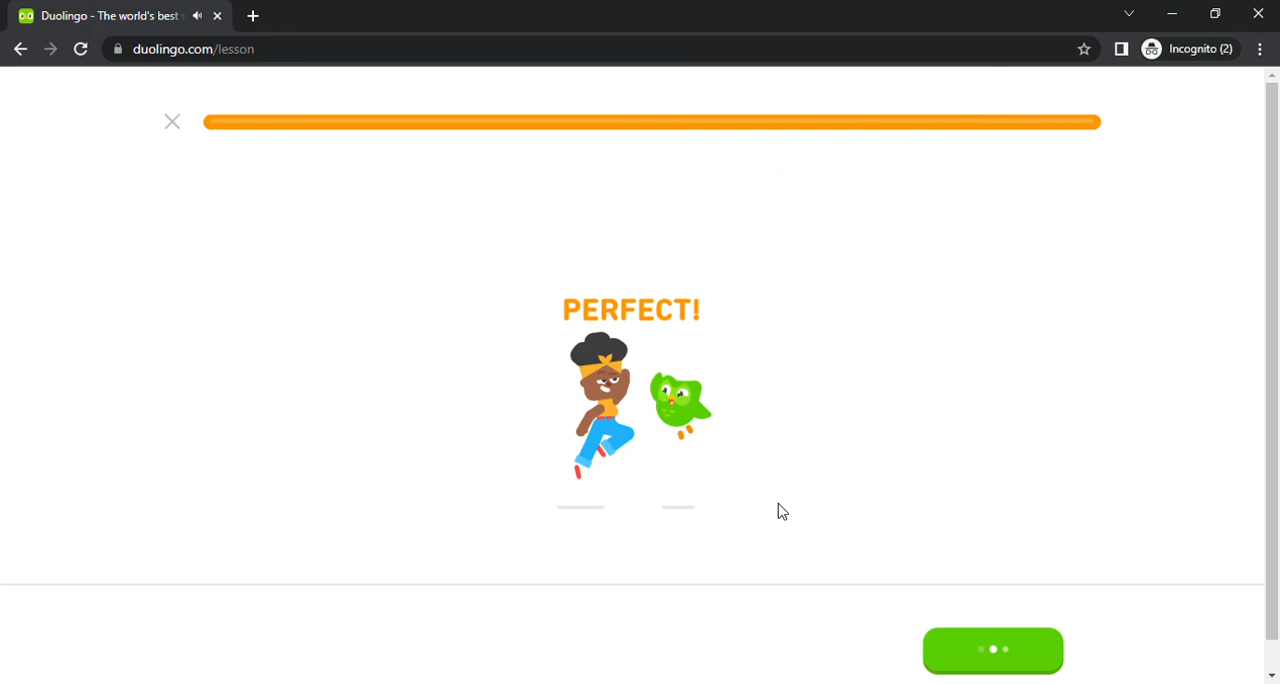 Duolingo - The world's best
duolingo.com/lesson
Incognito (2)
PERFECT!